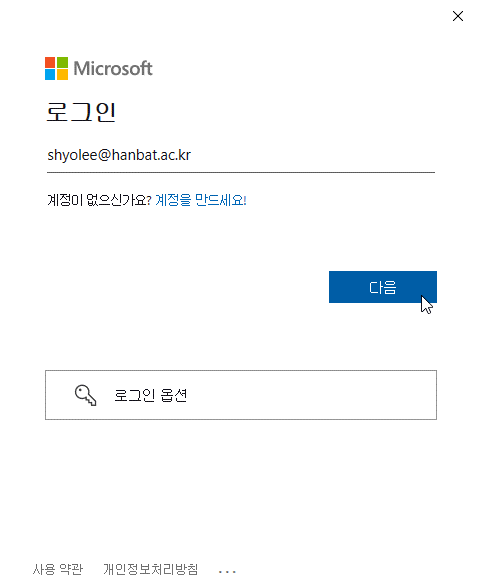 Microsoft
로그인
shyolee@hanbat.ac.kr
계정이 없으신가요? 계정을 만드세요!
다음
로그인 옵션
사용 약관 개인정보처리방침 ...